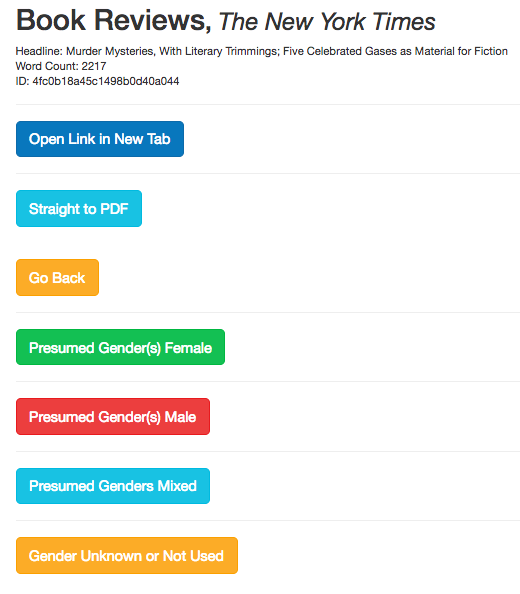 Book Reviews, The New York Times
Headline: Murder Mysteries, With Literary Trimmings; Five Celebrated Gases as Material for Fiction
Word Count: 2217
ID: 4fc0b18a45c1498b0d40a044
Open Link in New Tab
Straight to PDF
Go Back
Presumed Gender(s) Female
Presumed Gender(s) Male
Presumed Genders Mixed
Gender Unknown or Not Used